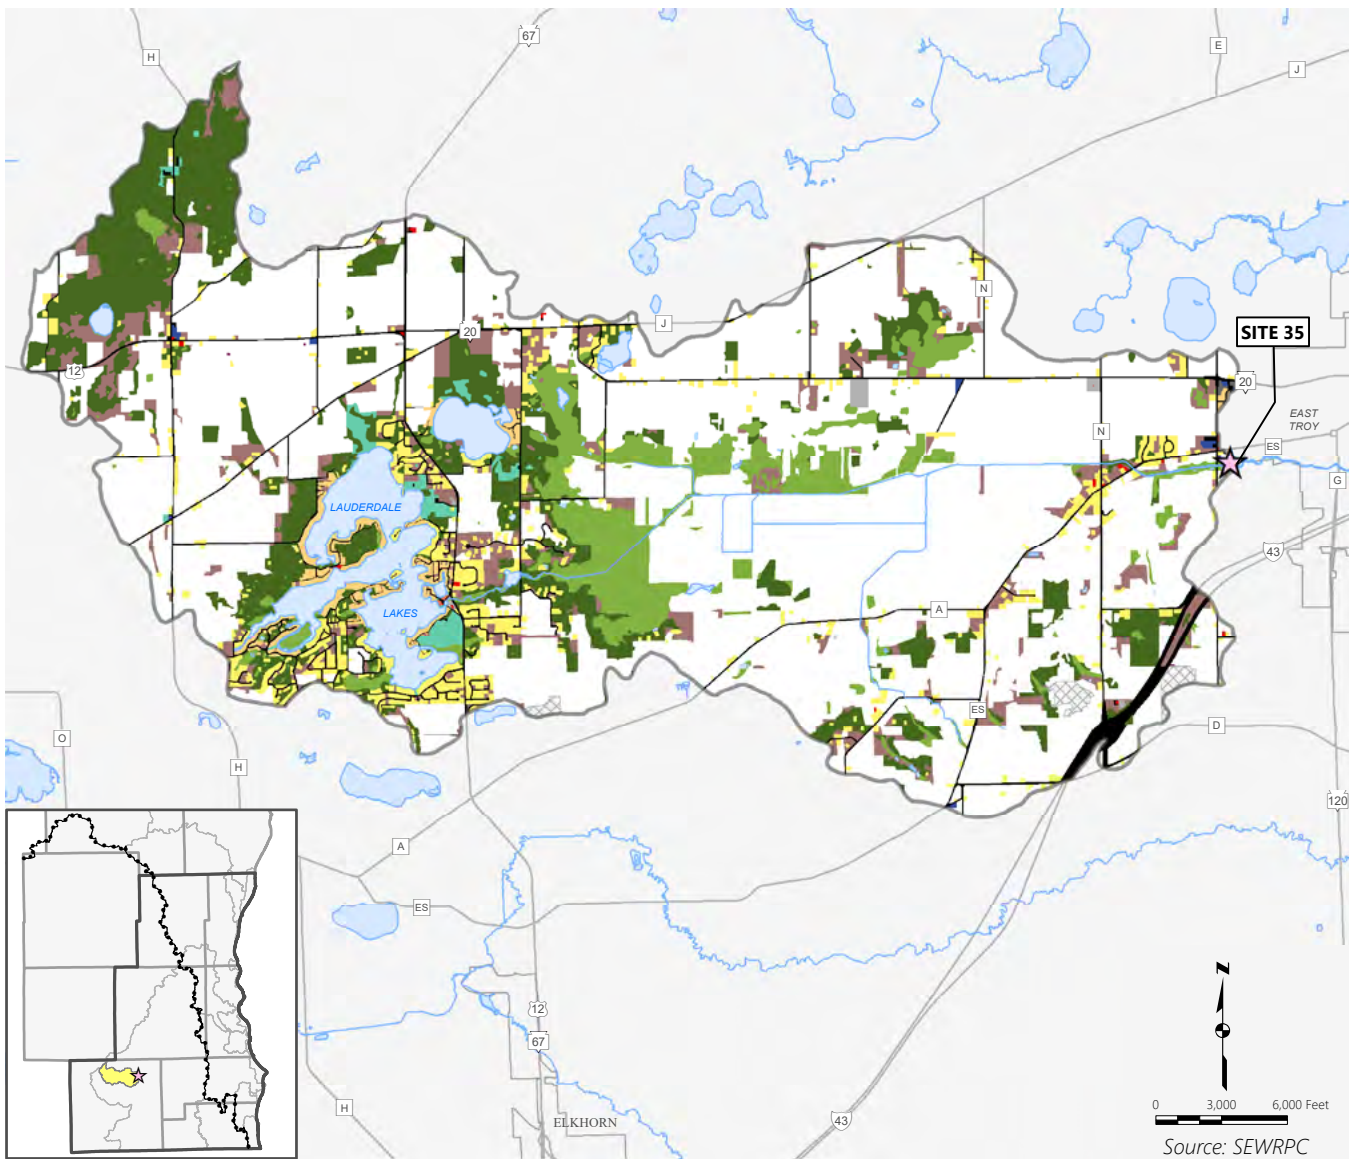 67
H
E
J
N
J
20
SITE 35
12
20
EAST
TROY
N
ES
G
LAUDERDALE
43
LAKES
A
ES
D
O
H
120
A
ES
N
12
67
0 3,000 6,000 Feet
H
43
ELKHORN
Source: SEWRPC